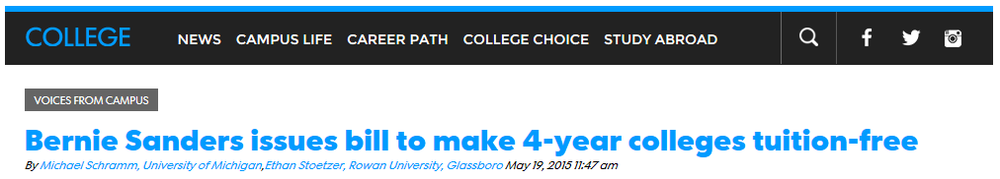 COLLEGE NEWS CAMPUS LIFE CAREER PATH COLLEGE CHOICE STUDY ABROAD
VOICES FROM CAMPUS
Bernie Sanders issues bill to make 4-year colleges tuition-free
By Michael Schramm, University of Michigan,Ethan Stoetzer, Rowan University, Glassboro May 19, 2015 11:47 am